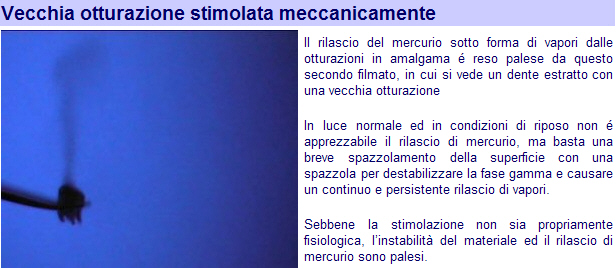 Vecchia otturazione stimolata meccanicamente
Il rilascio del mercurio sotto forma di vapori dalle
otturazioni in amalgama é reso palese da questo
secondo filmato, in cui si vede un dente estratto con
una vecchia otturazione
In luce normale ed in condizioni di riposo non é
apprezzabile il rilascio di mercurio, ma basta una
breve spazzolamento della superficie con una
spazzola per destabilizzare la fase gamma e causare
un continuo e persistente rilascio di vapori.
Sebbene la stimolazione non sia propriamente
fisiologica, l'instabilità del materiale ed il rilascio di
mercurio sono palesi.